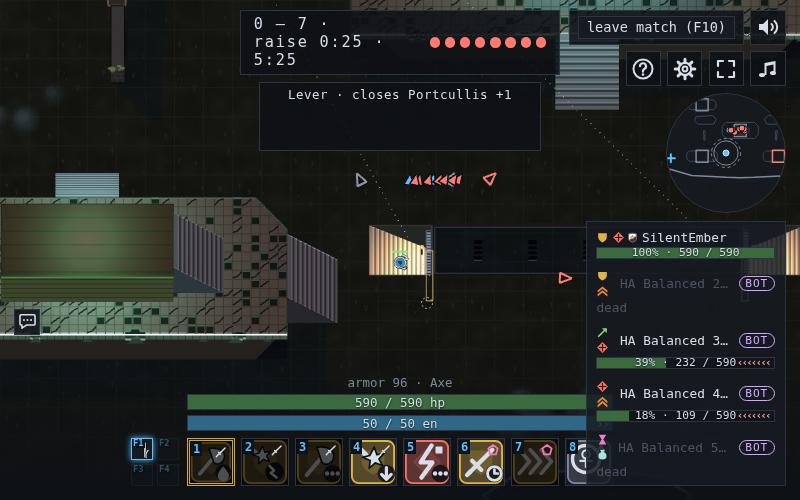 0 – 7 ·
raise 0:25 ·
5:25
leave match (F10)
Lever · closes Portcullis +1
SilentEmber
100% · 590 / 590
HA Balanced 2… BOT
dead
HA Balanced 3… BOT
39% · 232 / 590
HA Balanced 4… BOT
18% · 109 / 590
HA Balanced 5… BOT
dead
armor 96 · Axe
590 / 590 hp
50 / 50 en
F1 F2
F3 F4
1 2 3 4 5 6 7 8